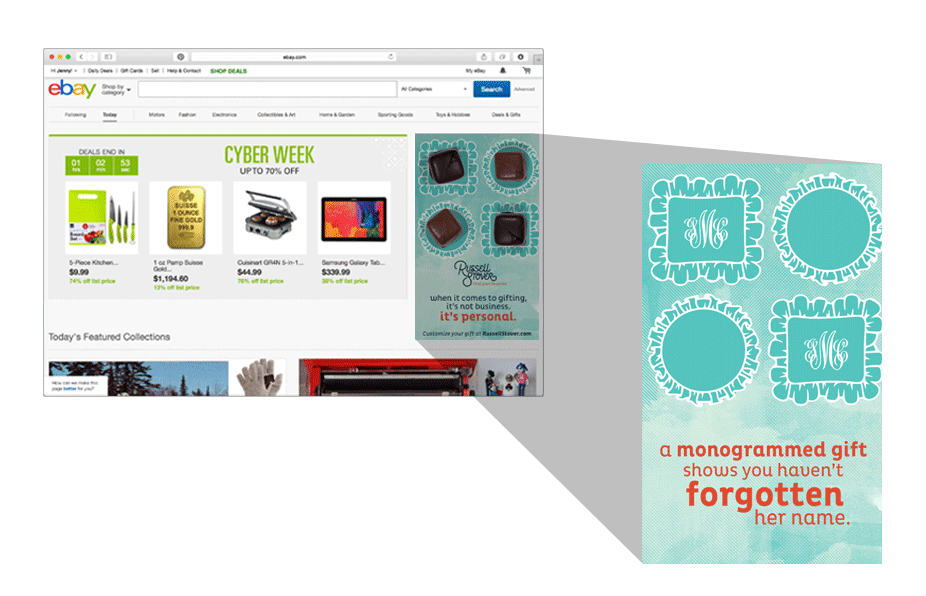 ebay.com
Hi Jenny! Daily Deals Gift Cards Sell Help & Contact SHOP DEALS My eBay
ebay Shop by category All Categories Search Advanced
Following Today Motors Fashion Electronics Collectibles & Art Home & Garden Sporting Goods Toys & Hobbies Deals & Gifts
DEALS END IN
01 02 53
hrs min sec
CYBER WEEK
UP TO 70% OFF
SUISSE
1 OUNCE
FINE GOLD
999.9
5-Piece Kitchen...
$9.99
74% off list price
1 oz Pamp Suisse
Gold...
$1,194.60
13% off list price
Cuisinart GR4N 5-in-1...
$44.99
76% off list price
Samsung Galaxy Tab...
$339.99
38% off list price
Russell
Stover
when it comes to gifting,
it's not business.
it's personal.
Customize your gift at RussellStover.com
Today's Featured Collections
How can we make this
page better for you?
a monogrammed gift
shows you haven't
forgotten
her name.